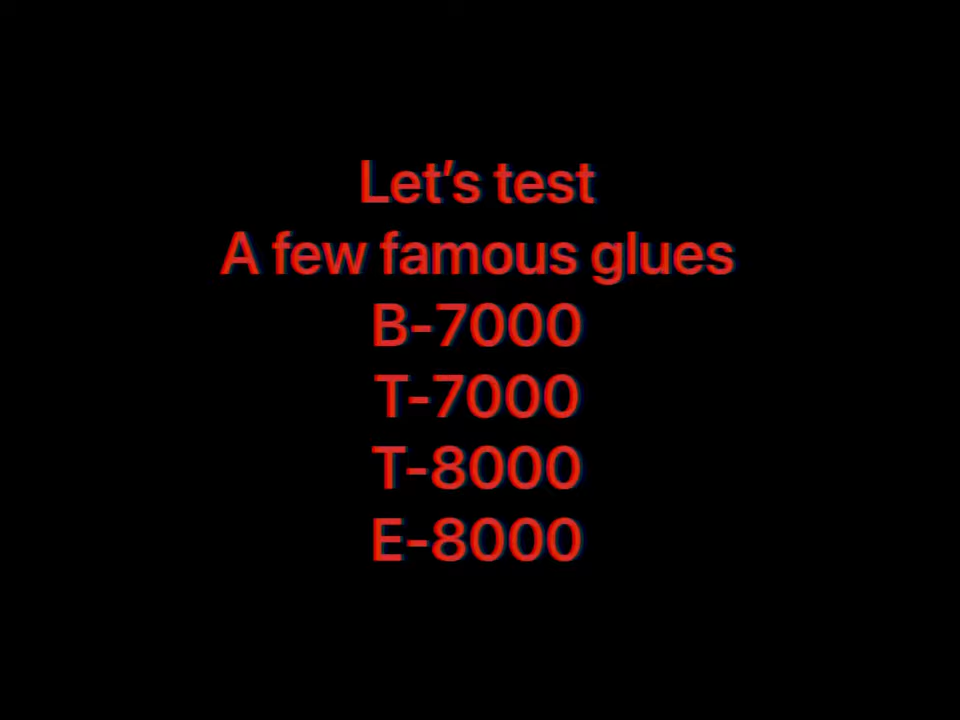 Let’s test
A few famous glues
B-7000
T-7000
T-8000
E-8000